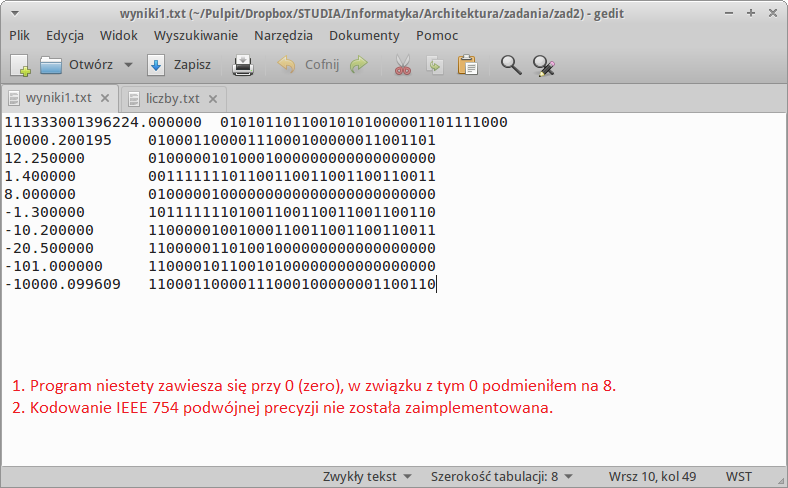 wyniki1.txt (~/Pulpit/Dropbox/STUDIA/Informatyka/Architektura/zadania/zad2) - gedit
Plik Edycja Widok Wyszukiwanie Narzędzia Dokumenty Pomoc
Otwórz Zapisz Cofnij
wyniki1.txt liczby.txt
111333001396224.000000 01010110110010101000001101111000
10000.200195 01000110000111000100000011001101
12.250000 01000001010001000000000000000000
1.400000 00111111101100110011001100110011
8.000000 01000001000000000000000000000000
-1.300000 10111111101001100110011001100110
-10.200000 11000001001000110011001100110011
-20.500000 11000001101001000000000000000000
-101.000000 11000010110010100000000000000000
-10000.099609 11000110000111000100000001100110
1. Program niestety zawiesza się przy 0 (zero), w związku z tym 0 podmieniłem na 8.
2. Kodowanie IEEE 754 podwójnej precyzji nie została zaimplementowana.
Zwykły tekst Szerokość tabulacji: 8 Wrsz 10, kol 49 WST